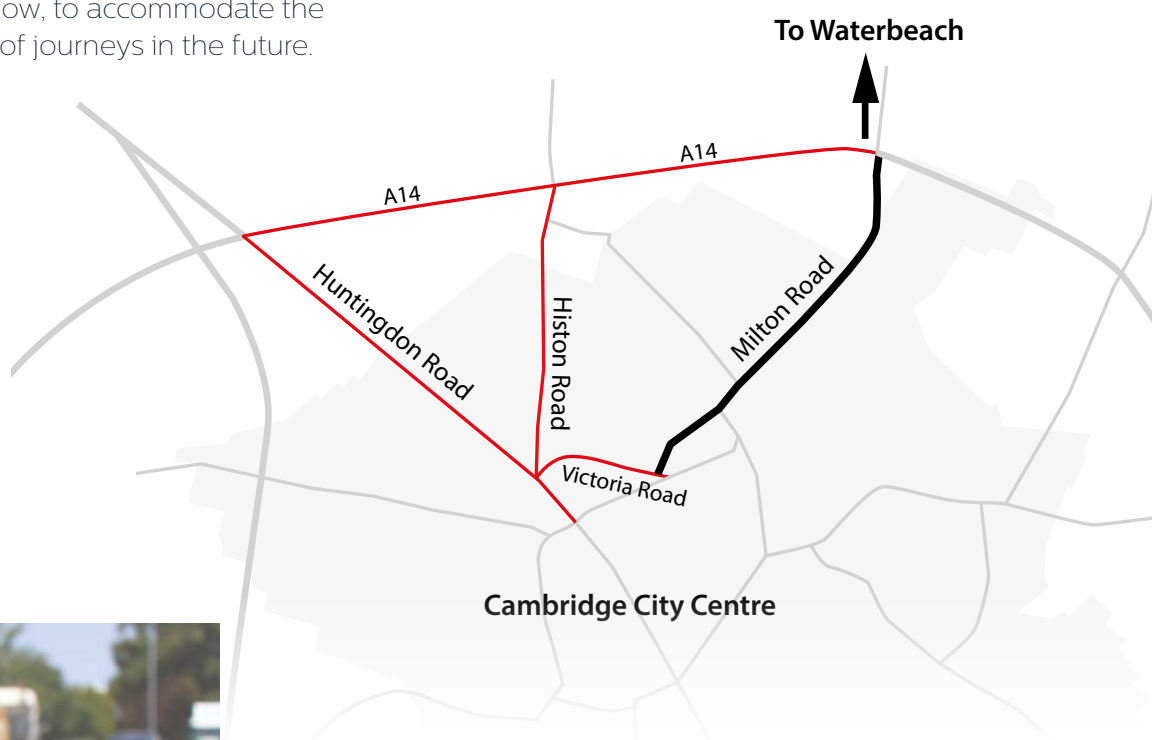 ow, to accommodate the
of journeys in the future.
To Waterbeach
A14
A14
Huntingdon Road
Histon Road
Milton Road
Victoria Road
Cambridge City Centre